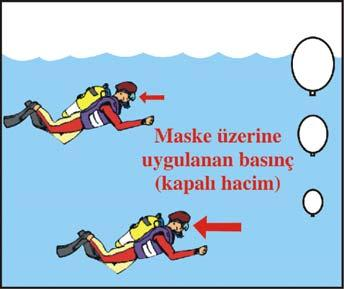 Maske üzerine
uygulanan basınç
(kapalı hacim)